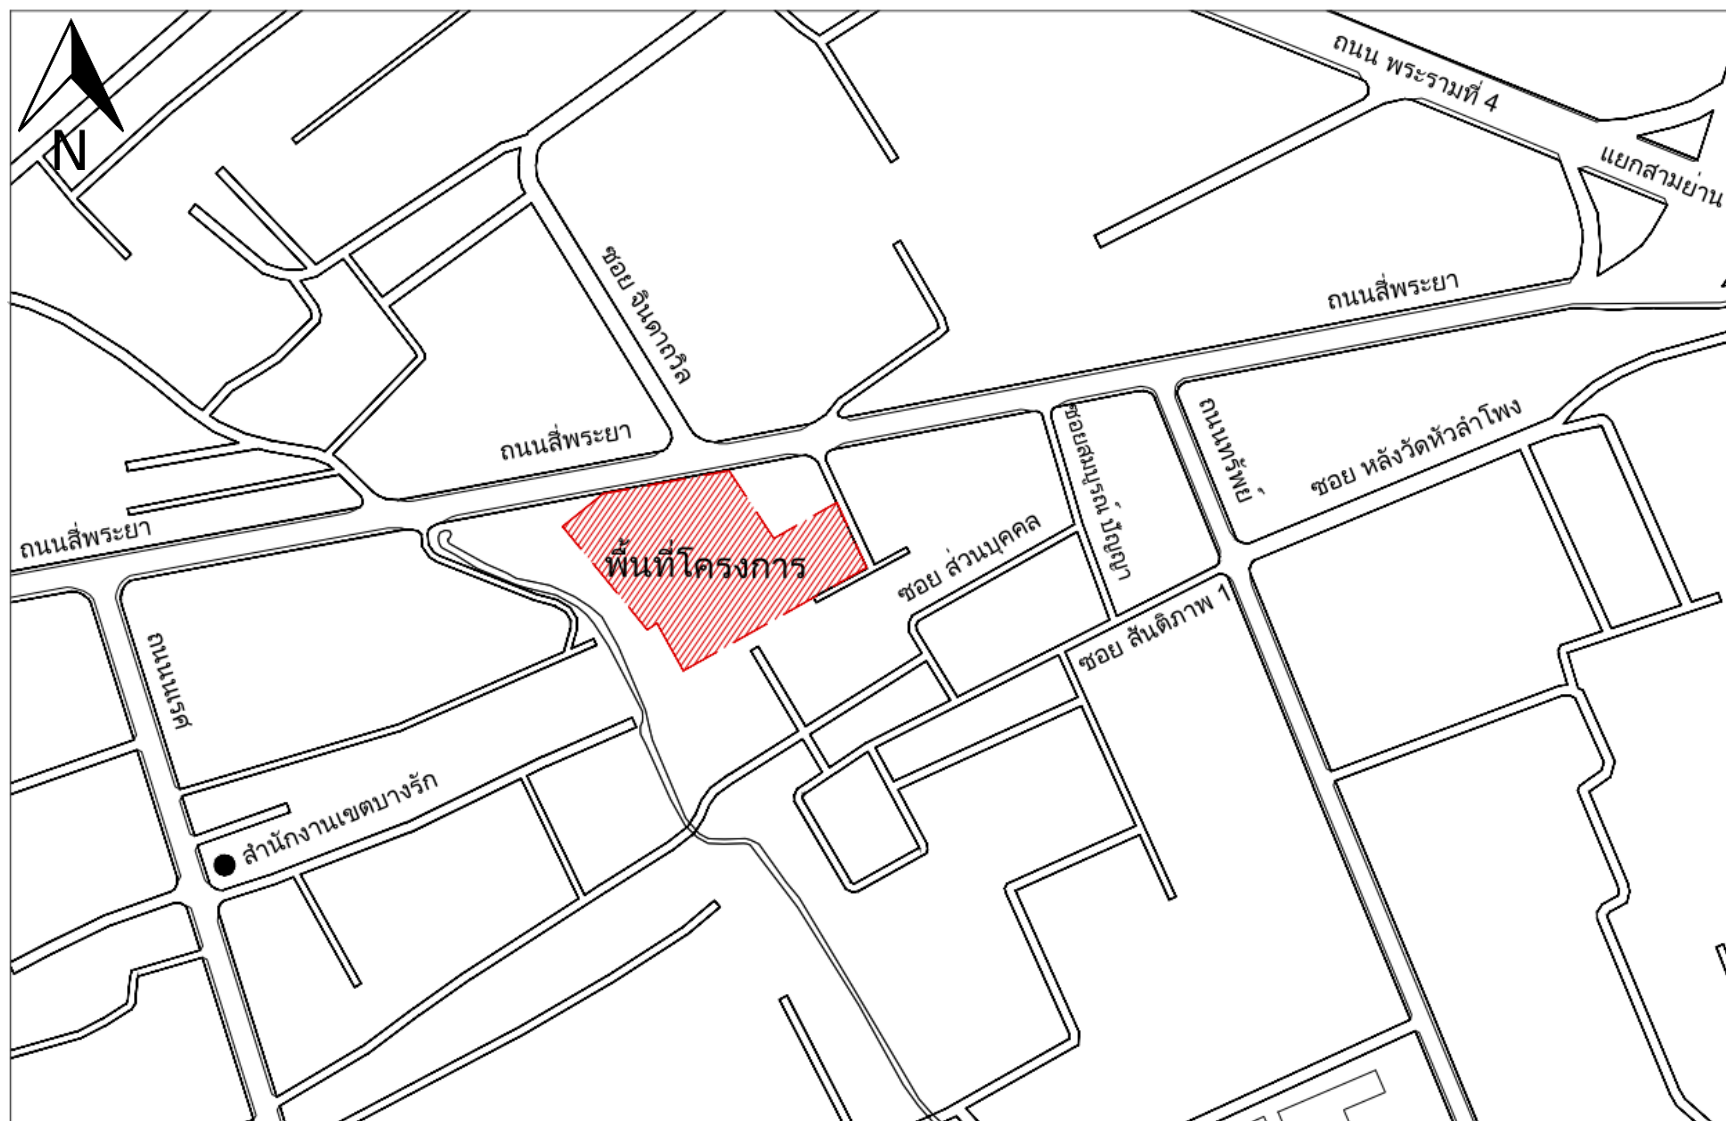 N
ถนน พระรามที่ 4
แยกสามย่าน
ซอย จินดาถวิล
ถนนสี่พระยา
ถนนสี่พระยา
ถนนสี่พระยา
ถนนทรัพย์
ซอย หลังวัดหัวลำโพง
ซอยสมบูรณ์ ปัญญา
ซอย ส่วนบุคคล
พื้นที่โครงการ
ซอย สันติภาพ 1
ถนนนเรศ
สำนักงานเขตบางรัก